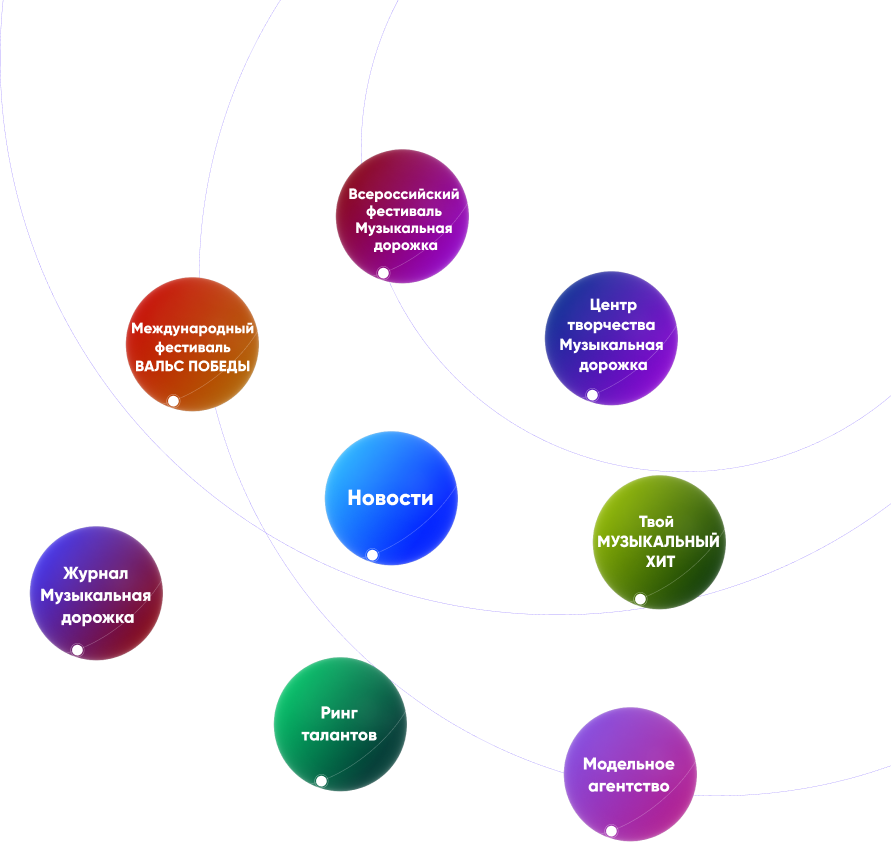 Всероссийский
фестиваль
Музыкальная
дорожка
Центр
творчества
Музыкальная
дорожка
Международный
фестиваль
ВАЛЬС ПОБЕДЫ
Новости
Твой
МУЗЫКАЛЬНЫЙ
ХИТ
Журнал
Музыкальная
дорожка
Ринг
талантов
Модельное
агентство